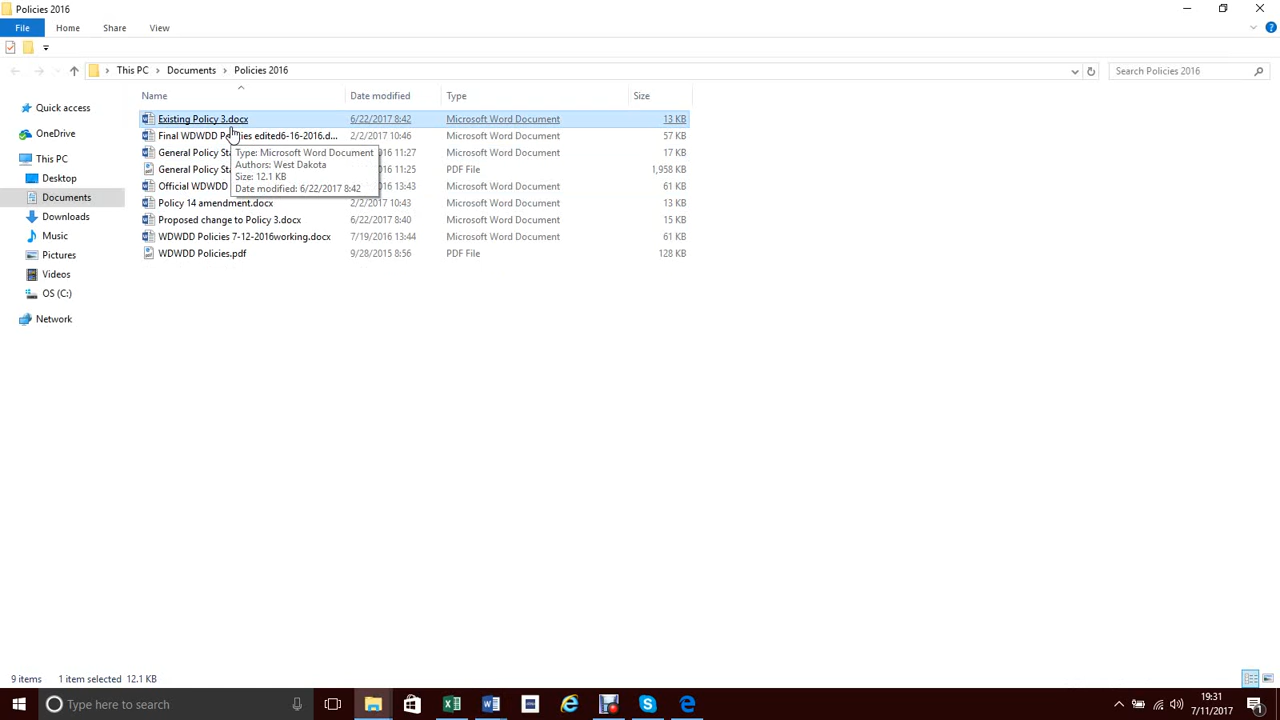 Policies 2016
File Home Share View
This PC Documents Policies 2016
Search Policies 2016
Name Date modified Type Size
Quick access
OneDrive
This PC
Desktop
Documents
Downloads
Music
Pictures
Videos
OS (C:)
Network
Existing Policy 3.docx 6/22/2017 8:42 Microsoft Word Document 13 KB
Final WDWDD edited6-16-2016.d... 2/2/2017 10:46 Microsoft Word Document 57 KB
General Policy 11:27 Microsoft Word Document 17 KB
General Policy 11:25 PDF File 1,958 KB
Official WDWDD 13:43 Microsoft Word Document 61 KB
Policy 14 amendment.docx 2/2/2017 10:43 Microsoft Word Document 13 KB
Proposed change to Policy 3.docx 6/22/2017 8:40 Microsoft Word Document 15 KB
WDWDD Policies 7-12-2016working.docx 7/19/2016 13:44 Microsoft Word Document 61 KB
WDWDD Policies.pdf 9/28/2015 8:56 PDF File 128 KB
Type: Microsoft Word Document
Authors: West Dakota
Size: 12.1 KB
Date modified: 6/22/2017 8:42
9 items 1 item selected 12.1 KB
Type here to search
19:31
7/11/2017